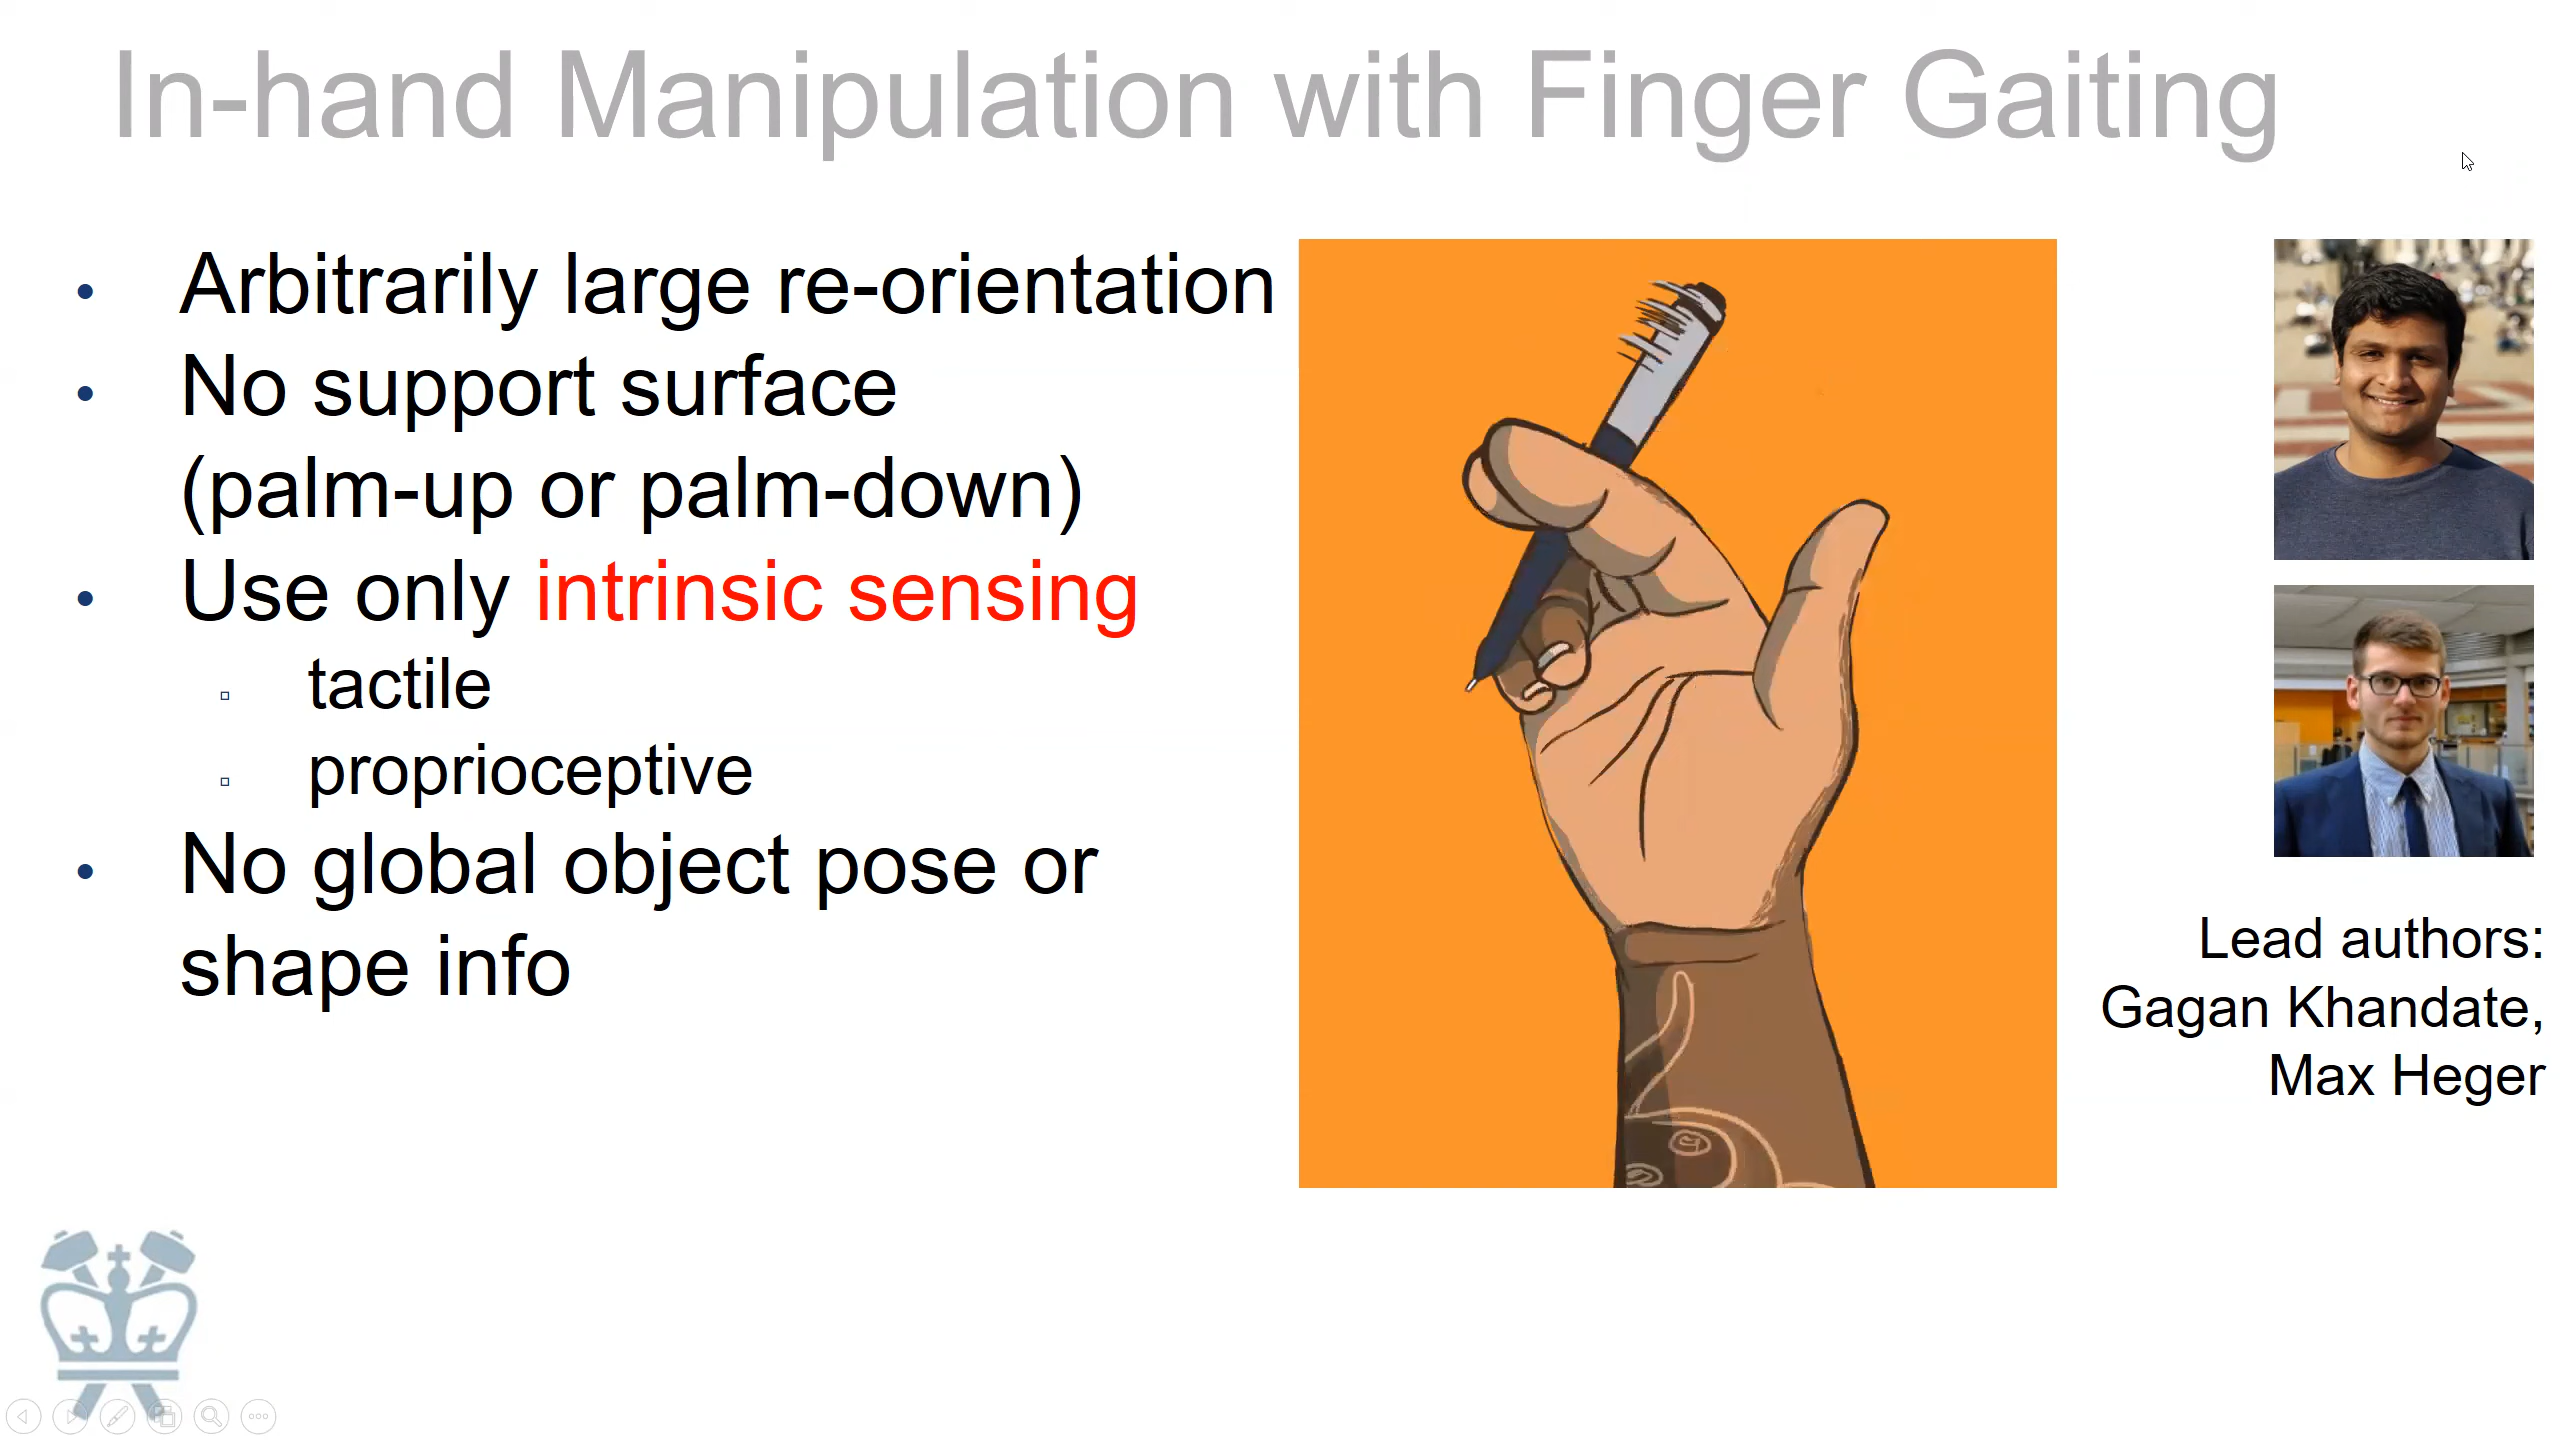 In-hand Manipulation with Finger Gaiting
• Arbitrarily large re-orientation
• No support surface
(palm-up or palm-down)
• Use only intrinsic sensing
▫ tactile
▫ proprioceptive
• No global object pose or
shape info
Lead authors:
Gagan Khandate,
Max Heger